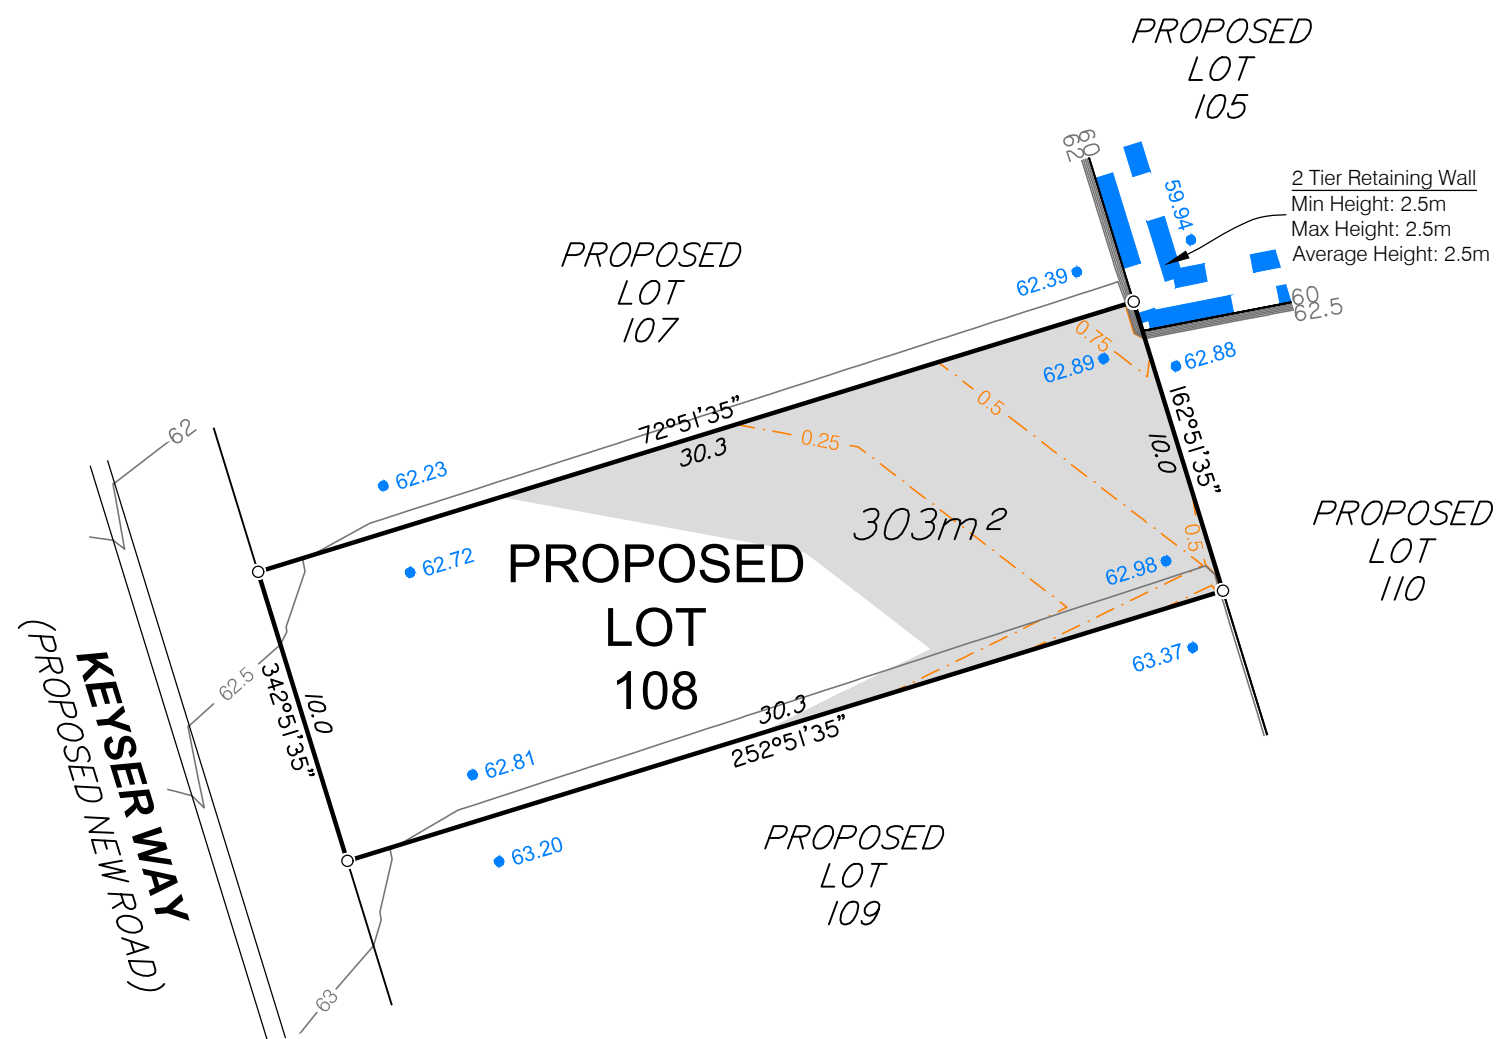 PROPOSED
LOT
105
60
62
2 Tier Retaining Wall
Min Height: 2.5m
Max Height: 2.5m
Average Height: 2.5m
59.94
PROPOSED
LOT
107
62.39
60
62.5
0.75
62.89
62.88
72°51'35"
30.3
0.5
0.25
162°51'35"
10.0
62
62.23
62.72
303m²
PROPOSED
LOT
108
0.5
62.98
PROPOSED
LOT
110
63.37
62.5
342°51'35"
10.0
30.3
252°51'35"
62.81
63.20
KEYSER WAY
(PROPOSED NEW ROAD)
PROPOSED
LOT
109
63